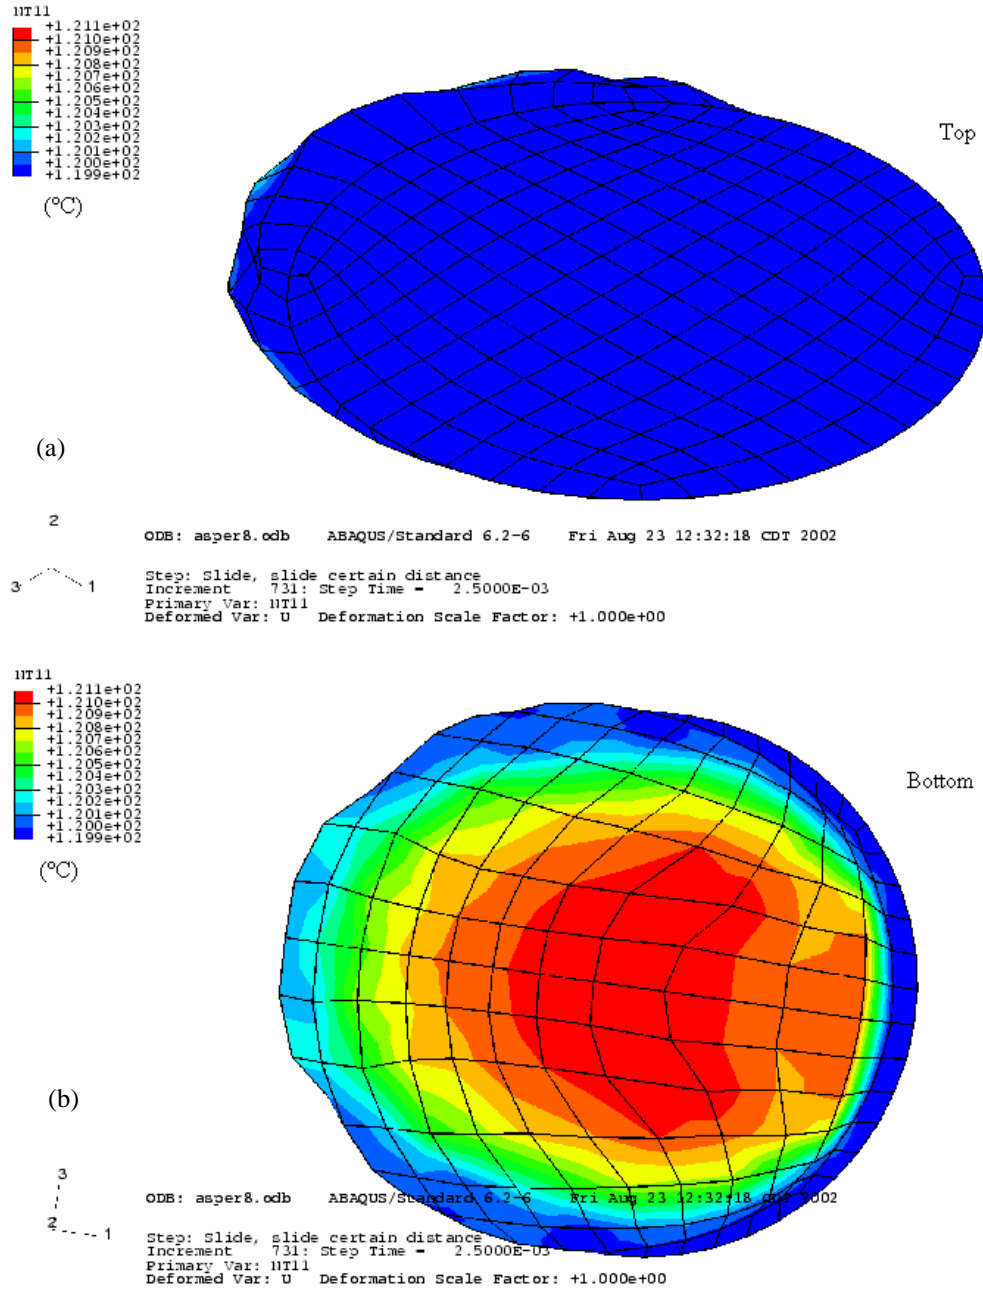 NT11
+1.211e+02
+1.210e+02
+1.209e+02
+1.208e+02
+1.207e+02
+1.206e+02
+1.205e+02
+1.204e+02
+1.203e+02
+1.202e+02
+1.201e+02
+1.200e+02
+1.199e+02
(°C)
Top
(a)
2
3
1
ODB: asper8.odb ABAQUS/Standard 6.2-6 Fri Aug 23 12:32:18 CDT 2002
Step: Slide, slide certain distance
Increment 731: Step Time = 2.5000E-03
Primary Var: NT11
Deformed Var: U Deformation Scale Factor: +1.000e+00
NT11
+1.211e+02
+1.210e+02
+1.209e+02
+1.208e+02
+1.207e+02
+1.206e+02
+1.205e+02
+1.204e+02
+1.203e+02
+1.202e+02
+1.201e+02
+1.200e+02
+1.199e+02
(°C)
Bottom
(b)
3
2
1
ODB: asper8.odb ABAQUS/Standard 6.2-6 Fri Aug 23 12:32:18 CDT 2002
Step: Slide, slide certain distance
Increment 731: Step Time = 2.5000E-03
Primary Var: NT11
Deformed Var: U Deformation Scale Factor: +1.000e+00